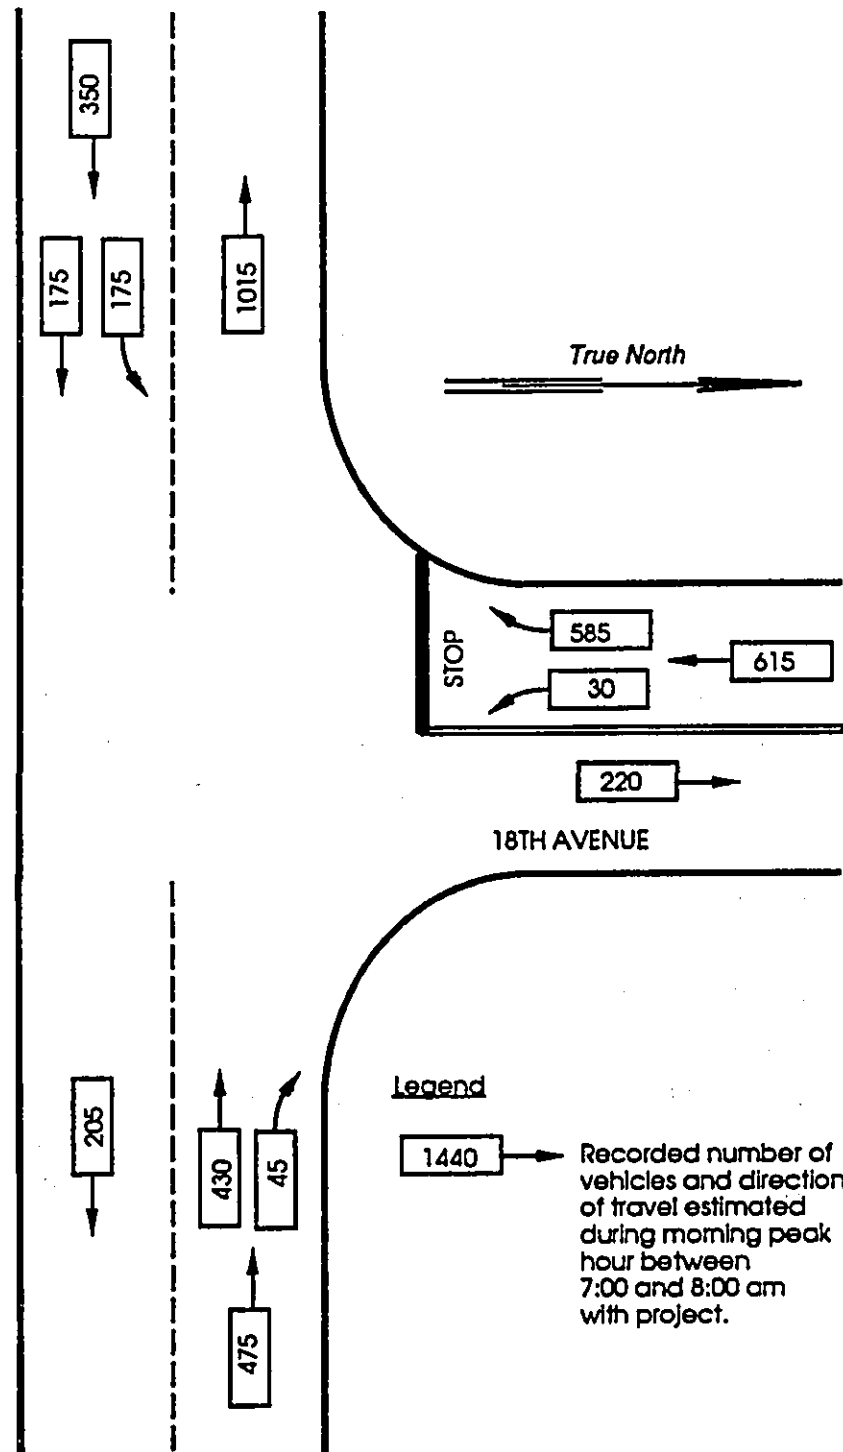 350
175
175
1015
True North
585
STOP
615
30
220
18TH AVENUE
Legend
205
430
45
1440
Recorded number of
vehicles and direction
of travel estimated
during morning peak
hour between
7:00 and 8:00 am
with project.
475